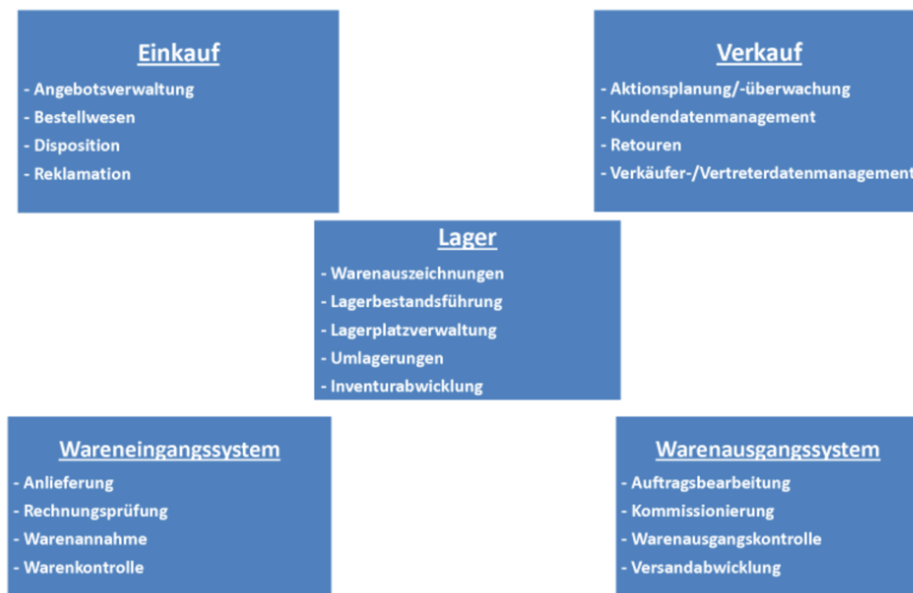 Einkauf
- Angebotsverwaltung
- Bestellwesen
- Disposition
- Reklamation
Verkauf
- Aktionsplanung/-überwachung
- Kundendatenmanagement
- Retouren
- Verkäufer-/Vertreterdatenmanagement
Lager
- Warenauszeichnungen
- Lagerbestandsführung
- Lagerplatzverwaltung
- Umlagerungen
- Inventurabwicklung
Wareneingangssystem
- Anlieferung
- Rechnungsprüfung
- Warenannahme
- Warenkontrolle
Warenausgangssystem
- Auftragsbearbeitung
- Kommissionierung
- Warenausgangskontrolle
- Versandabwicklung